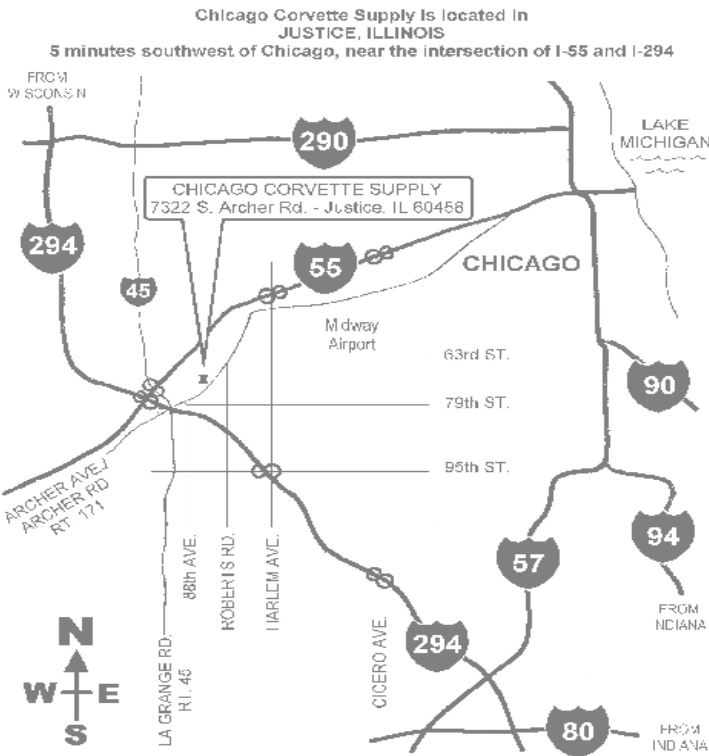 Chicago Corvette Supply is located in
JUSTICE, ILLINOIS
5 minutes southwest of Chicago, near the intersection of I-55 and I-294
FROM
WISCONSIN
290
LAKE
MICHIGAN
CHICAGO CORVETTE SUPPLY
7322 S. Archer Rd. - Justice, IL 60458
294
55
CHICAGO
45
Midway
Airport
63rd ST.
90
79th ST.
95th ST.
ARCHER AVE./
ARCHER RD
RT. 171
57
94
88th AVE.
ROBERTS RD.
HARLEM AVE.
FROM
INDIANA
N
W E
S
LA GRANGE RD.
RT. 45
CICERO AVE.
294
80
FROM
INDIANA